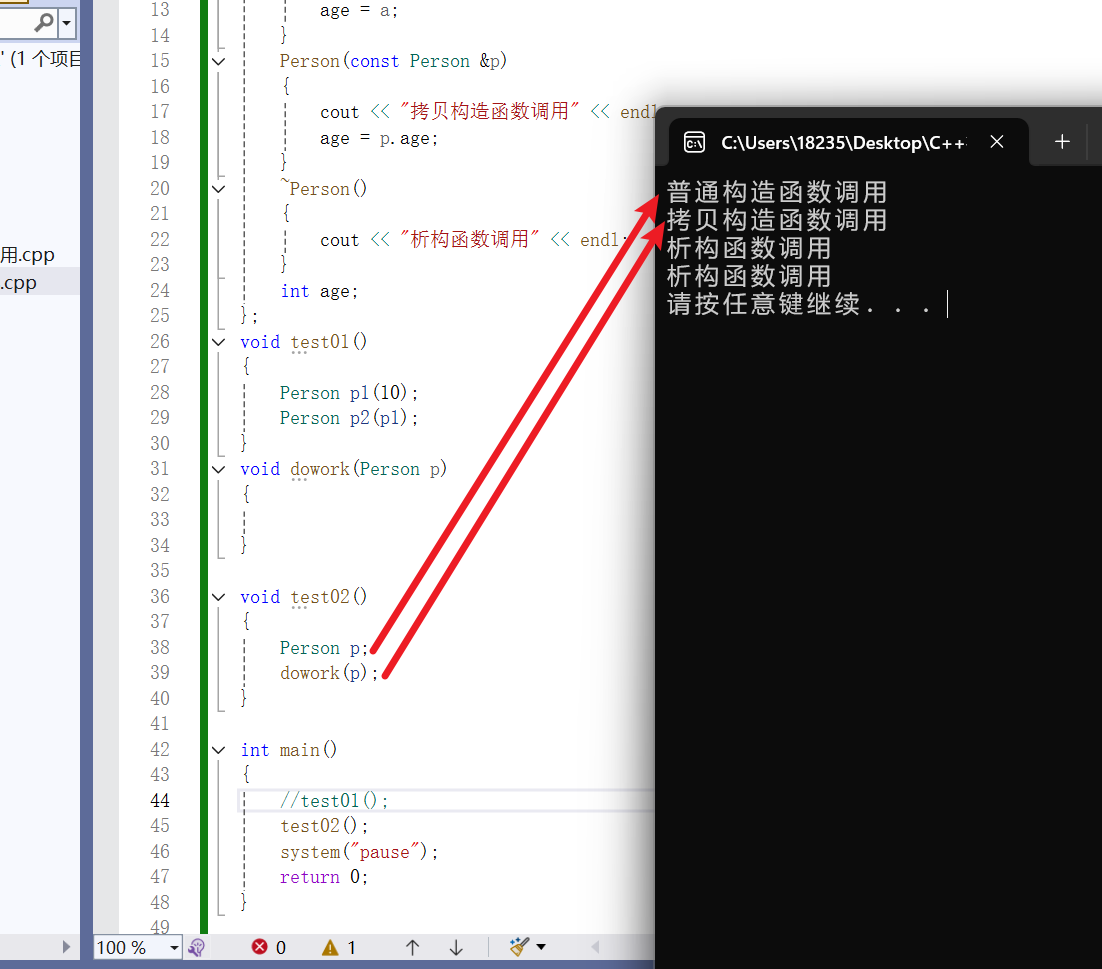 ' (1 个项目
用.cpp
.cpp
13 age = a;
14 }
15 Person(const Person &p)
16 {
17 cout << "拷贝构造函数调用" << endl
18 age = p.age;
19 }
20 ~Person()
21 {
22 cout << "析构函数调用" << endl;
23 }
24 int age;
25 };
26 void test01()
27 {
28 Person p1(10);
29 Person p2(p1);
30 }
31 void dowork(Person p)
32 {
33
34 }
35
36 void test02()
37 {
38 Person p;
39 dowork(p);
40 }
41
42 int main()
43 {
44 //test01();
45 test02();
46 system("pause");
47 return 0;
48 }
49
100 % 0 1
C:\Users\18235\Desktop\C++
普通构造函数调用
拷贝构造函数调用
析构函数调用
析构函数调用
请按任意键继续. . .